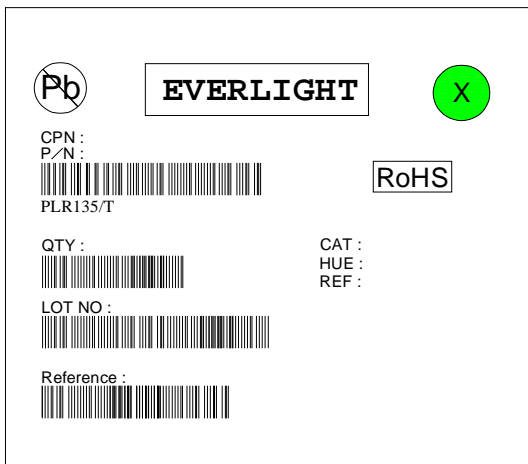 Pb
EVERLIGHT
X
CPN :
P/N :
RoHS
PLR135/T
QTY :
CAT :
HUE :
REF :
LOT NO :
Reference :